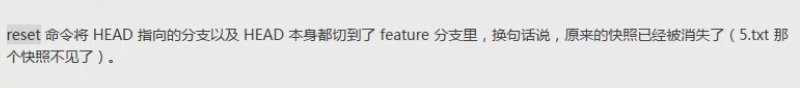 reset 命令将 HEAD 指向的分支以及 HEAD 本身都切到了 feature 分支里，换句话说，原来的快照已经被消失了（5.txt 那
个快照不见了）。